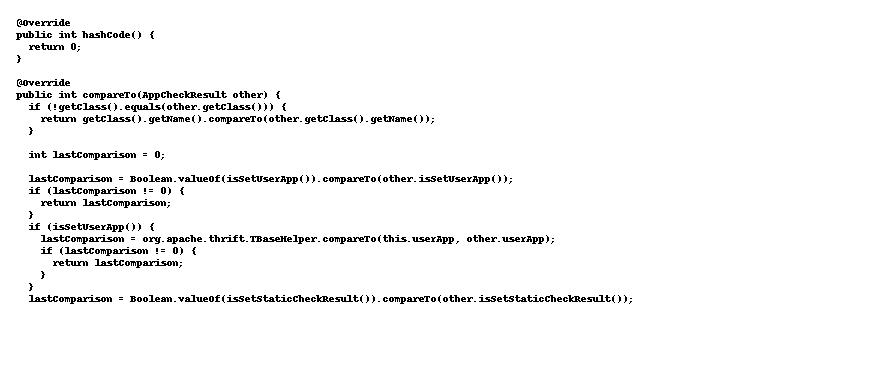 @Override
public int hashCode() {
return 0;
}
@Override
public int compareTo(AppCheckResult other) {
if (!getClass().equals(other.getClass())) {
return getClass().getName().compareTo(other.getClass().getName());
}
int lastComparison = 0;
lastComparison = Boolean.valueOf(isSetUserApp()).compareTo(other.isSetUserApp());
if (lastComparison != 0) {
return lastComparison;
}
if (isSetUserApp()) {
lastComparison = org.apache.thrift.TBaseHelper.compareTo(this.userApp, other.userApp);
if (lastComparison != 0) {
return lastComparison;
}
}
lastComparison = Boolean.valueOf(isSetStaticCheckResult()).compareTo(other.isSetStaticCheckResult());